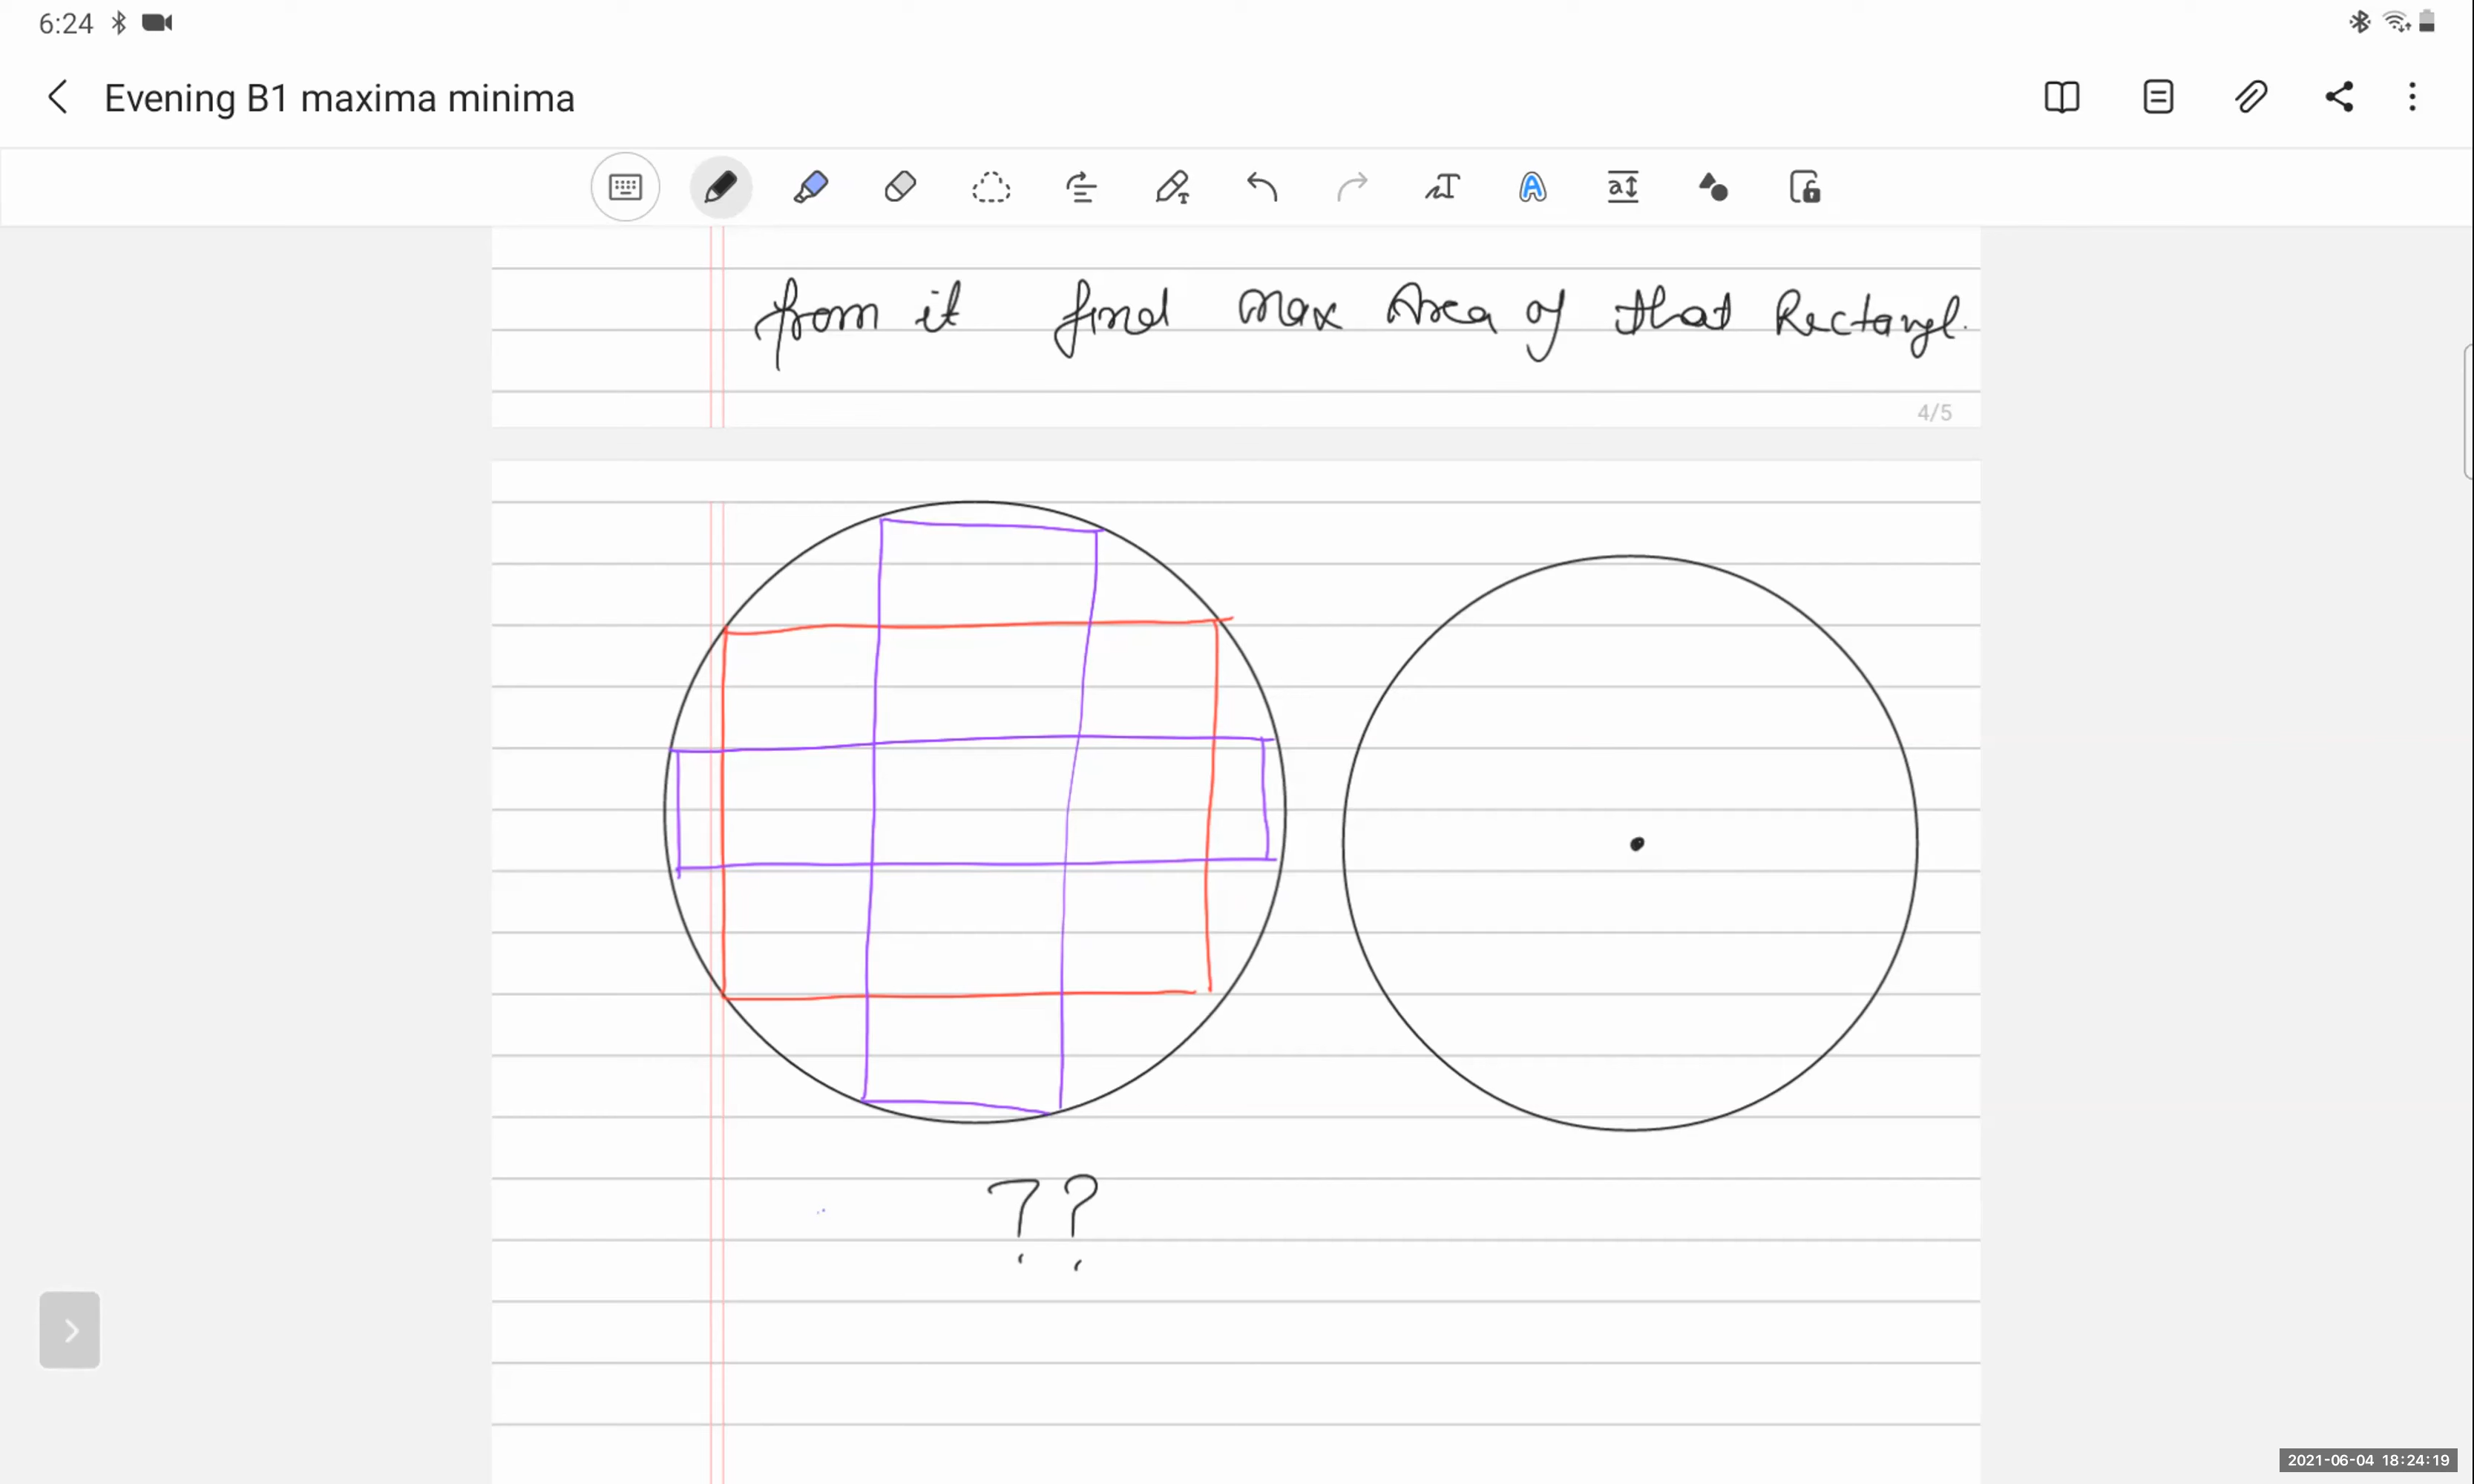 6:24
Evening B1 maxima minima
from it find max Area of that Rectangl.
4/5
??
2021-06-04 18:24:19